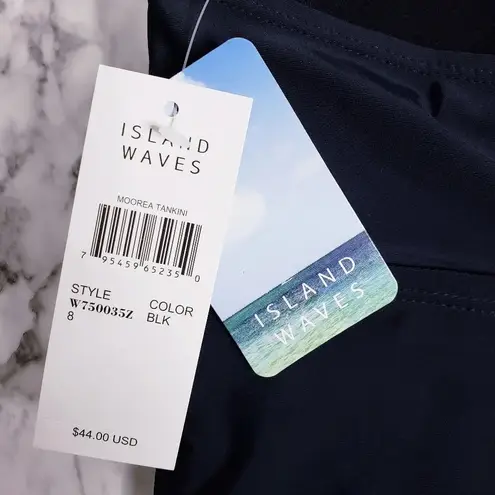 ISLAND
WAVES
MOOREA TANKINI
7 95459 65235 0
STYLE COLOR
W750035Z BLK
8
$44.00 USD
ISLAND
WAVES